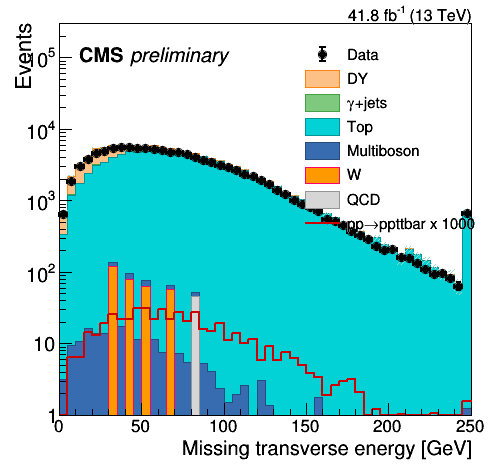 41.8 fb⁻¹ (13 TeV)
Events
CMS preliminary
Data
DY
γ+jets
Top
Multiboson
W
QCD
pp→ppttbar x 1000
10⁵
10⁴
10³
10²
10
1
0 50 100 150 200 250
Missing transverse energy [GeV]